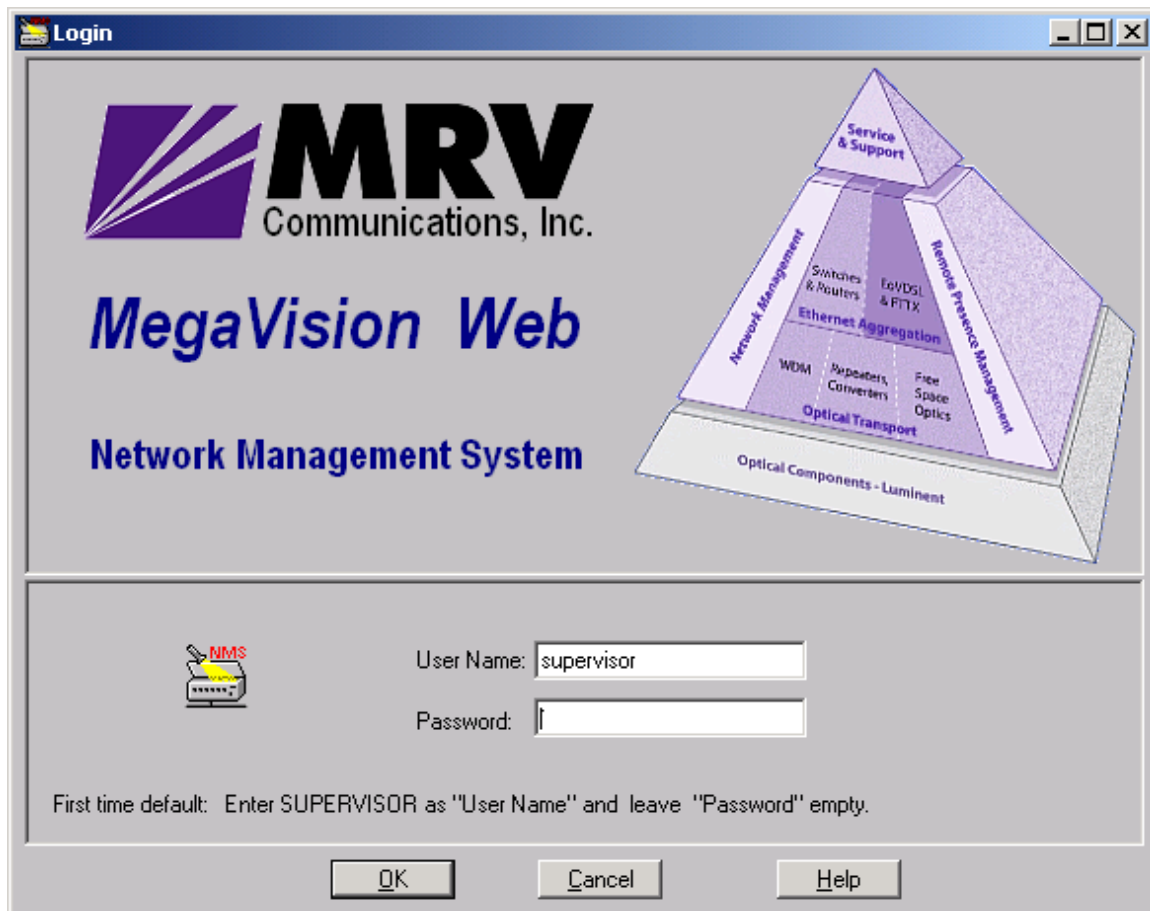 Login
MRV
Communications, Inc.
MegaVision Web
Network Management System
Service
& Support
Network Management
Remote Presence Management
Switches
& Routers
EoVDSL
& FTTX
Ethernet Aggregation
WDM
Repeaters,
Converters
Free
Space
Optics
Optical Transport
Optical Components - Luminent
NMS
User Name: supervisor
Password:
First time default: Enter SUPERVISOR as "User Name" and leave "Password" empty.
OK Cancel Help